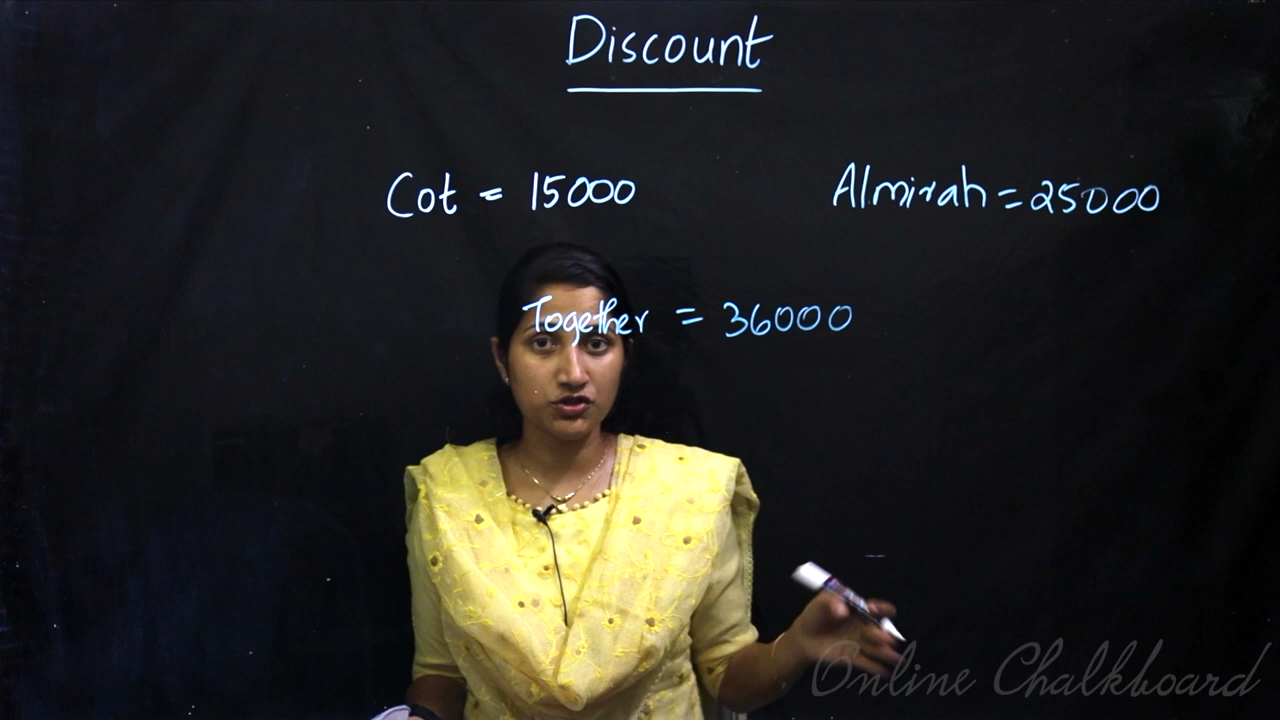 Discount
Cot = 15000 Almirah = 25000
Together = 36000
Online Chalkboard